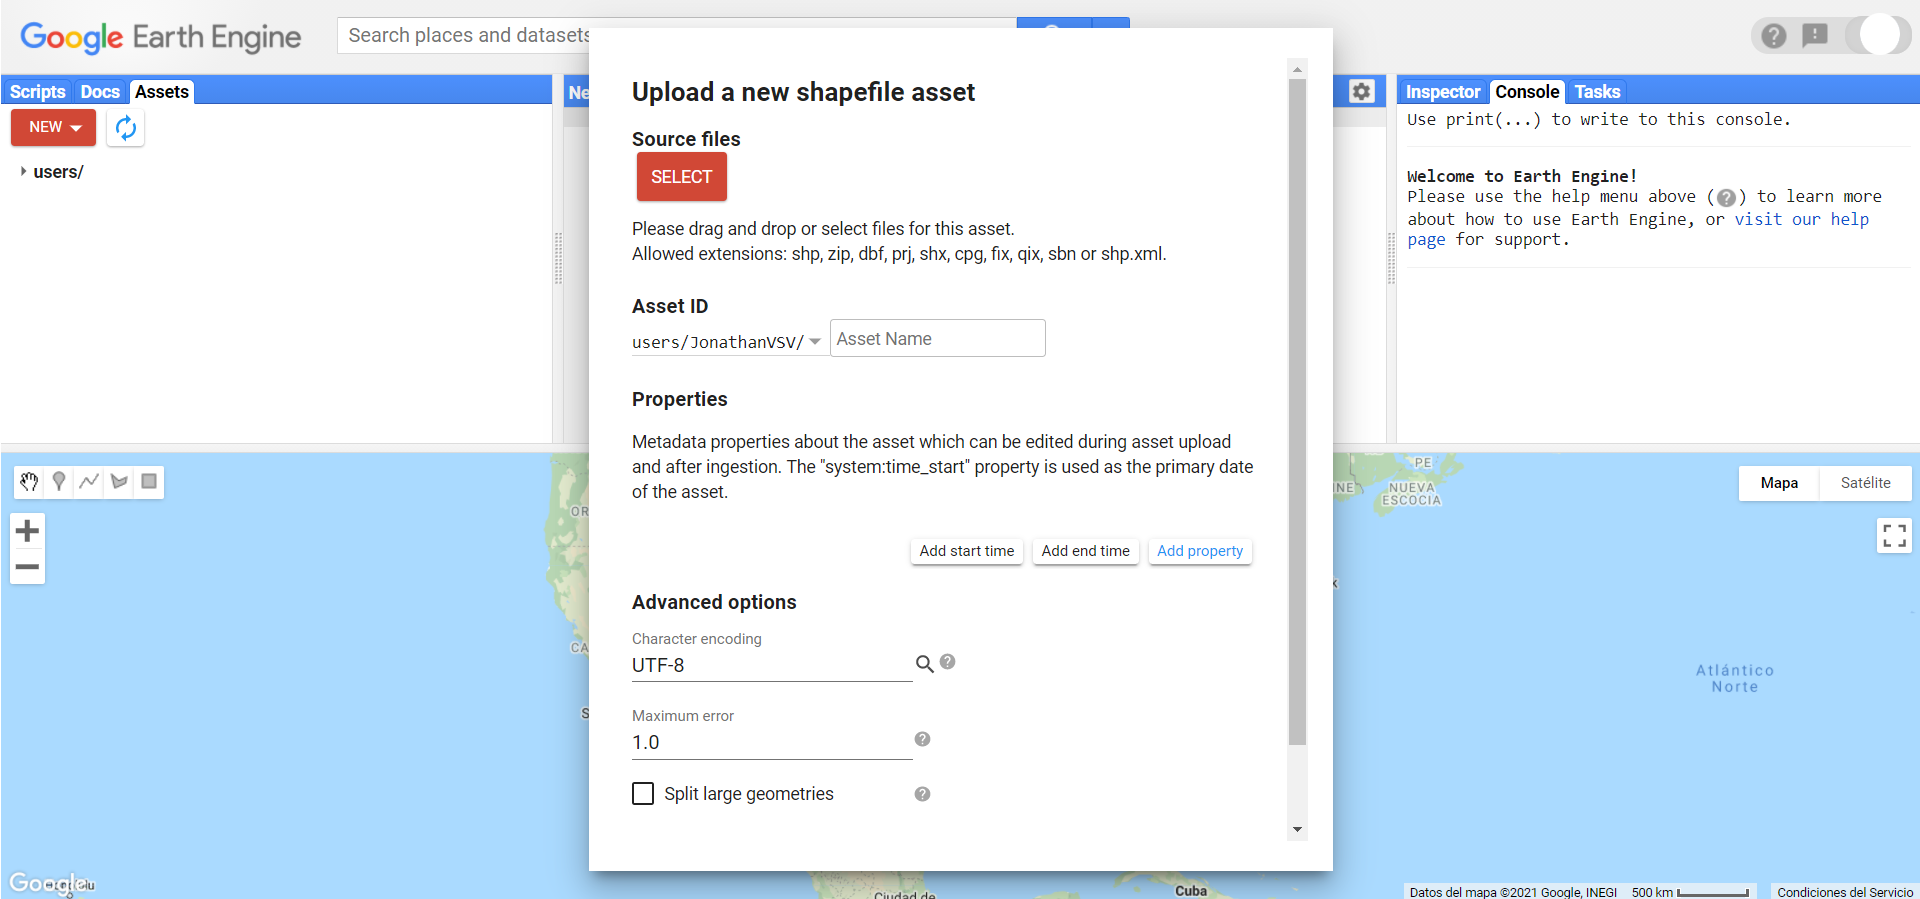 Google Earth Engine
Search places and datasets
Scripts
Docs
Assets
NEW
users/
Ne
Upload a new shapefile asset
Source files
SELECT
Please drag and drop or select files for this asset.
Allowed extensions: shp, zip, dbf, prj, shx, cpg, fix, qix, sbn or shp.xml.
Asset ID
users/JonathanVSV/
Asset Name
Properties
Metadata properties about the asset which can be edited during asset upload
and after ingestion. The "system:time_start" property is used as the primary date
of the asset.
Add start time
Add end time
Add property
Advanced options
Character encoding
UTF-8
Maximum error
1.0
Split large geometries
Inspector
Console
Tasks
Use print(...) to write to this console.
Welcome to Earth Engine!
Please use the help menu above (?) to learn more
about how to use Earth Engine, or visit our help
page for support.
OR
CA
S
PE
NE
NUEVA
ESCOCIA
Mapa
Satélite
Atlántico
Norte
Google
Ciudad de
Cuba
Datos del mapa ©2021 Google, INEGI
500 km
Condiciones del Servicio